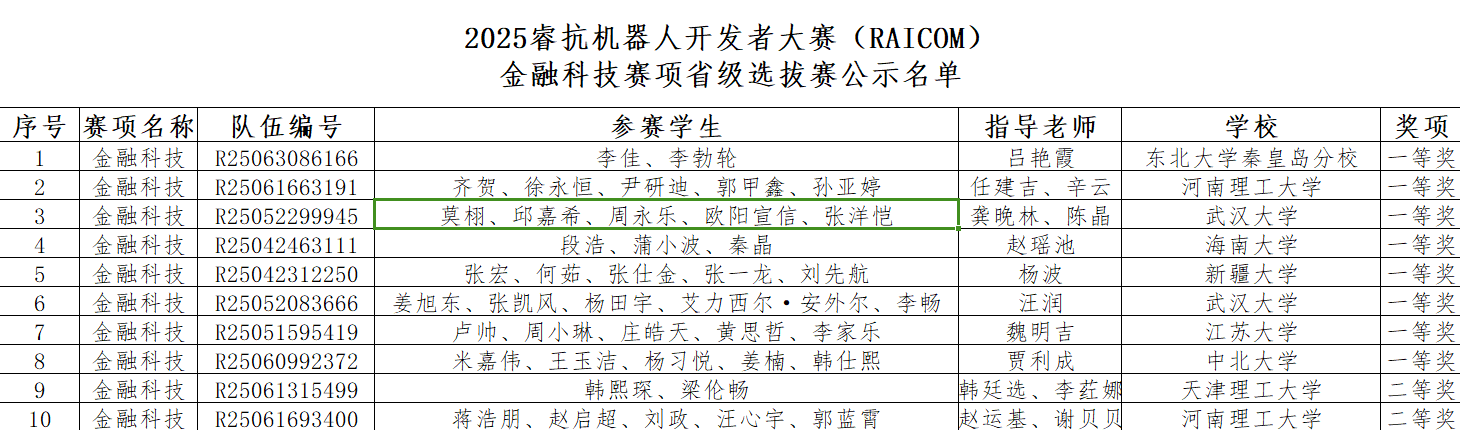 2025睿抗机器人开发者大赛（RAICOM）
金融科技赛项省级选拔赛公示名单
序号 赛项名称 队伍编号 参赛学生 指导老师 学校 奖项
1 金融科技 R25063086166 李佳、李勃轮 吕艳霞 东北大学秦皇岛分校 一等奖
2 金融科技 R25061663191 齐贺、徐永恒、尹研迪、郭甲鑫、孙亚婷 任建吉、辛云 河南理工大学 一等奖
3 金融科技 R25052299945 莫栩、邱嘉希、周永乐、欧阳宣信、张洋恺 龚晚林、陈晶 武汉大学 一等奖
4 金融科技 R25042463111 段浩、蒲小波、秦晶 赵瑶池 海南大学 一等奖
5 金融科技 R25042312250 张宏、何茹、张仕金、张一龙、刘先航 杨波 新疆大学 一等奖
6 金融科技 R25052083666 姜旭东、张凯风、杨田宇、艾力西尔·安外尔、李畅 汪润 武汉大学 一等奖
7 金融科技 R25051595419 卢帅、周小琳、庄皓天、黄思哲、李家乐 魏明吉 江苏大学 一等奖
8 金融科技 R25060992372 米嘉伟、王玉洁、杨习悦、姜楠、韩仕熙 贾利成 中北大学 一等奖
9 金融科技 R25061315499 韩熙琛、梁伦畅 韩廷选、李荭娜 天津理工大学 二等奖
10 金融科技 R25061693400 蒋浩朋、赵启超、刘政、汪心宇、郭蓝霄 赵运基、谢贝贝 河南理工大学 二等奖